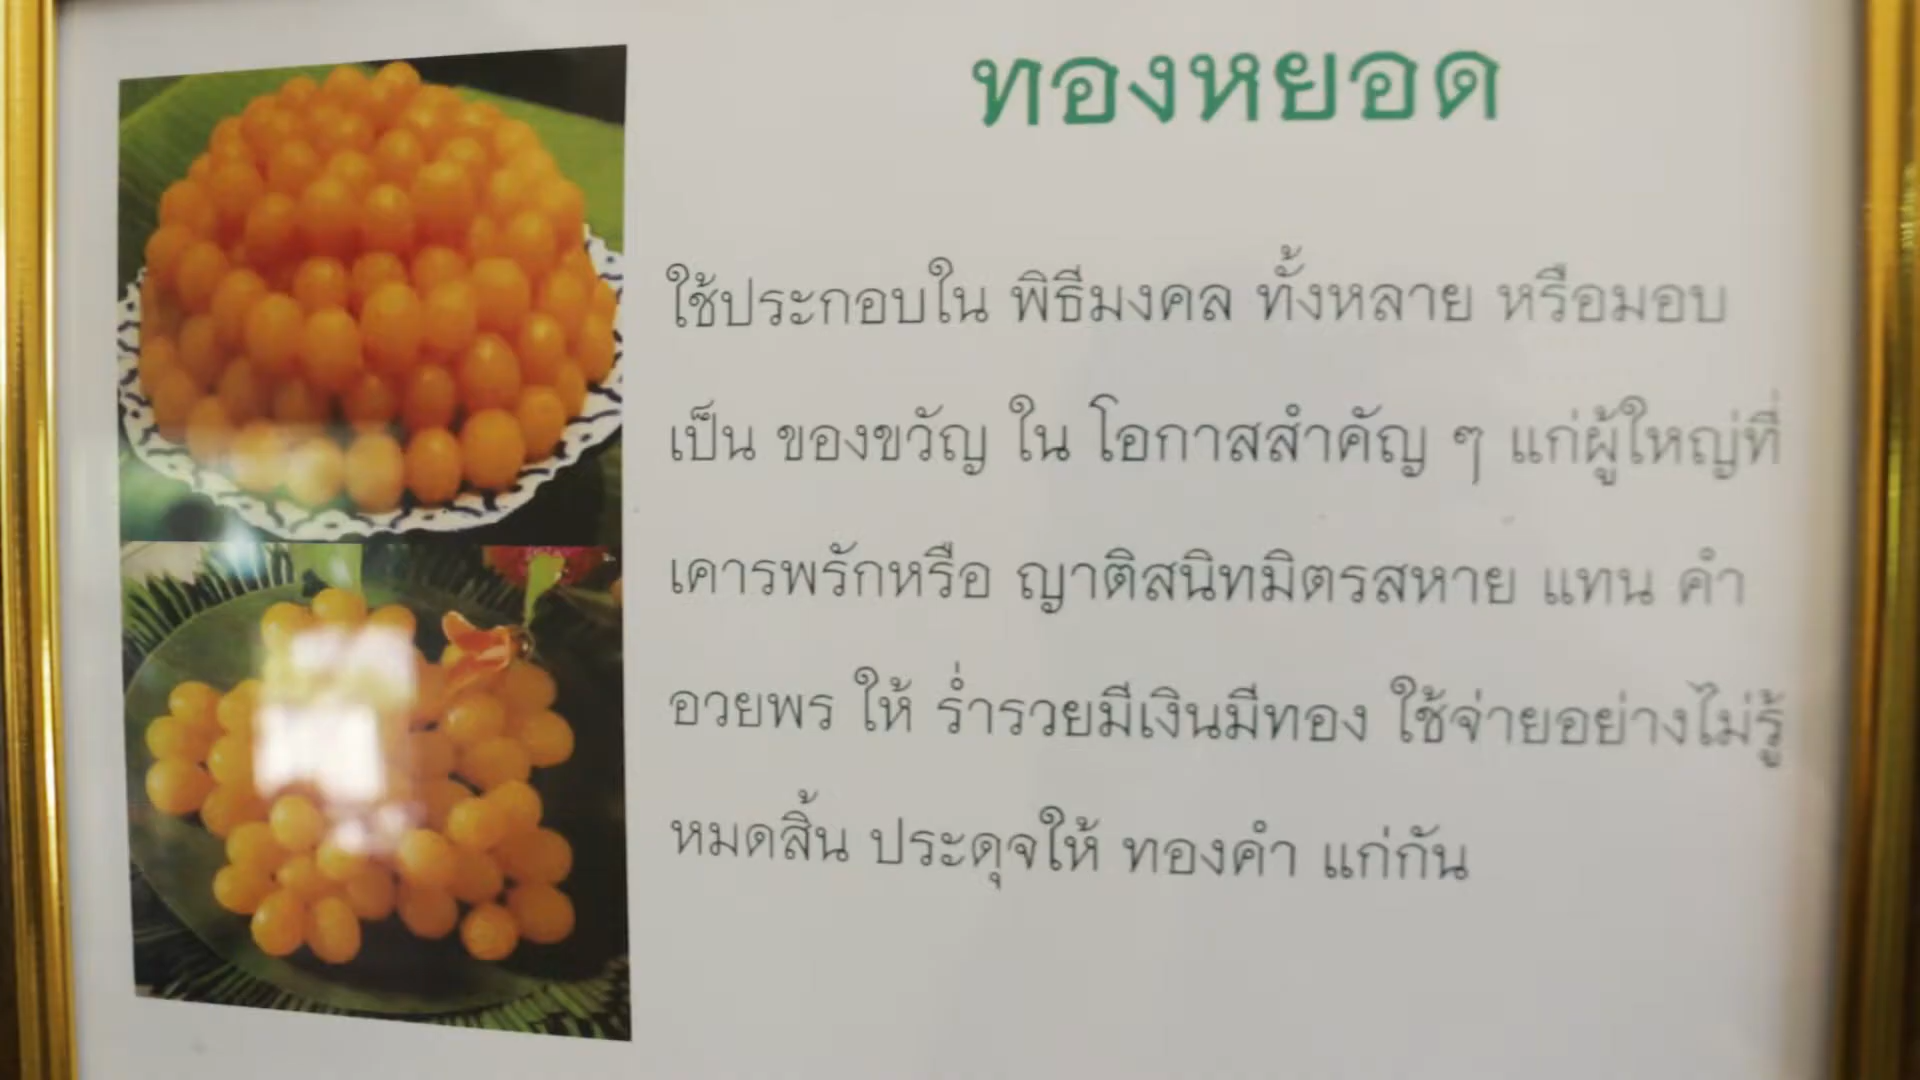 ทองหยอด
ใช้ประกอบใน พิธีมงคล ทั้งหลาย หรือมอบ
เป็น ของขวัญ ใน โอกาสสำคัญ ๆ แก่ผู้ใหญ่ที่
เคารพรักหรือ ญาติสนิทมิตรสหาย แทน คำ
อวยพร ให้ ร่ำรวยมีเงินมีทอง ใช้จ่ายอย่างไม่รู้
หมดสิ้น ประดุจให้ ทองคำ แก่กัน